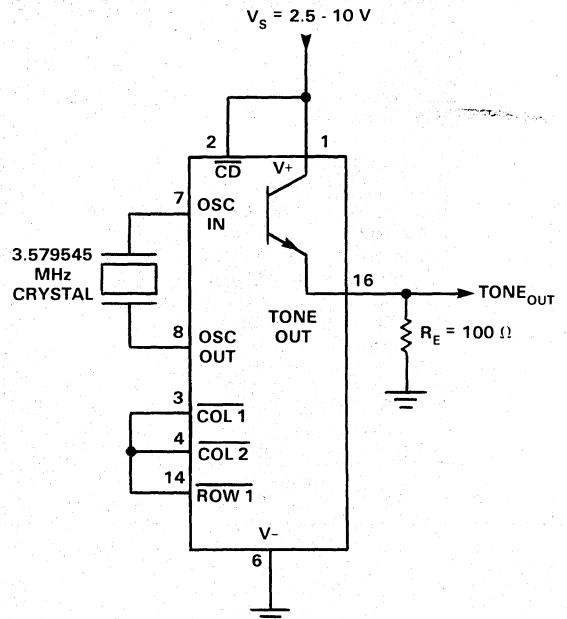 V_S = 2.5 - 10 V
2
1
CD
V+
7
OSC
IN
3.579545
MHz
CRYSTAL
16
TONE_OUT
TONE
OUT
R_E = 100 Ω
8
OSC
OUT
3
COL 1
4
COL 2
14
ROW 1
V-
6